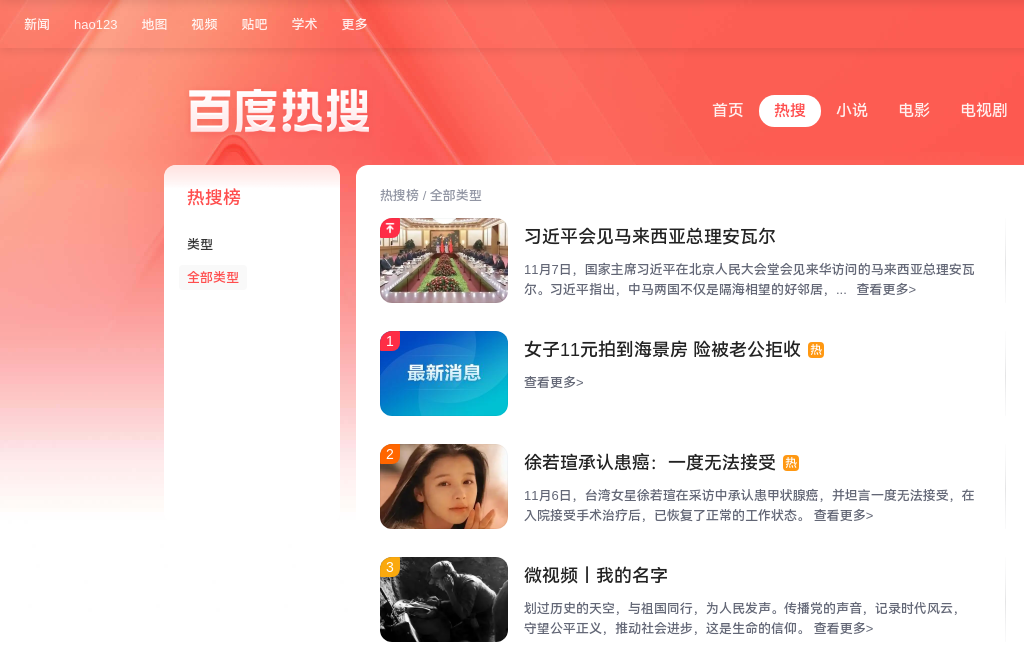 新闻 hao123 地图 视频 贴吧 学术 更多
百度热搜
首页 热搜 小说 电影 电视剧
热搜榜
类型
全部类型
热搜榜 / 全部类型
习近平会见马来西亚总理安瓦尔
11月7日，国家主席习近平在北京人民大会堂会见来华访问的马来西亚总理安瓦
尔。习近平指出，中马两国不仅是隔海相望的好邻居，... 查看更多>
1
最新消息
女子11元拍到海景房 险被老公拒收 热
查看更多>
2
徐若瑄承认患癌：一度无法接受 热
11月6日，台湾女星徐若瑄在采访中承认患甲状腺癌，并坦言一度无法接受，在
入院接受手术治疗后，已恢复了正常的工作状态。 查看更多>
3
微视频丨我的名字
划过历史的天空，与祖国同行，为人民发声。传播党的声音，记录时代风云，
守望公平正义，推动社会进步，这是生命的信仰。 查看更多>